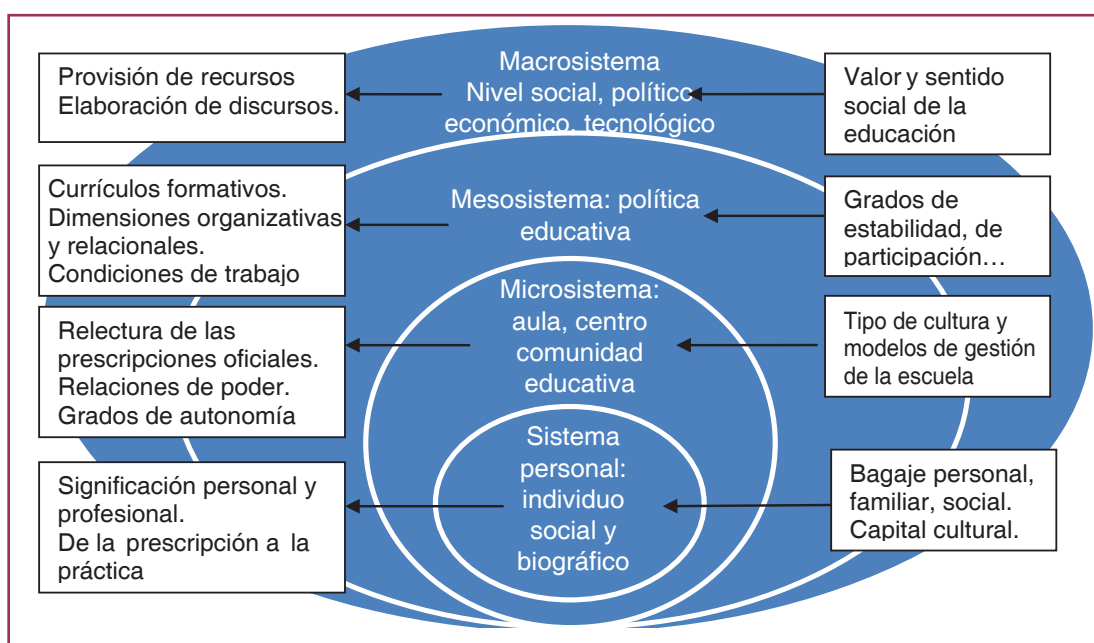 Provisión de recursos
Elaboración de discursos.
Macrosistema
Nivel social, político
económico, tecnológico
Valor y sentido
social de la
educación
Currículos formativos.
Dimensiones organizativas
y relacionales.
Condiciones de trabajo
Mesosistema: política
educativa
Grados de
estabilidad, de
participación…
Relectura de las
prescripciones oficiales.
Relaciones de poder.
Grados de autonomía
Microsistema:
aula, centro
comunidad
educativa
Tipo de cultura y
modelos de gestión
de la escuela
Significación personal y
profesional.
De la prescripción a la
práctica
Sistema
personal:
individuo
social y
biográfico
Bagaje personal,
familiar, social.
Capital cultural.